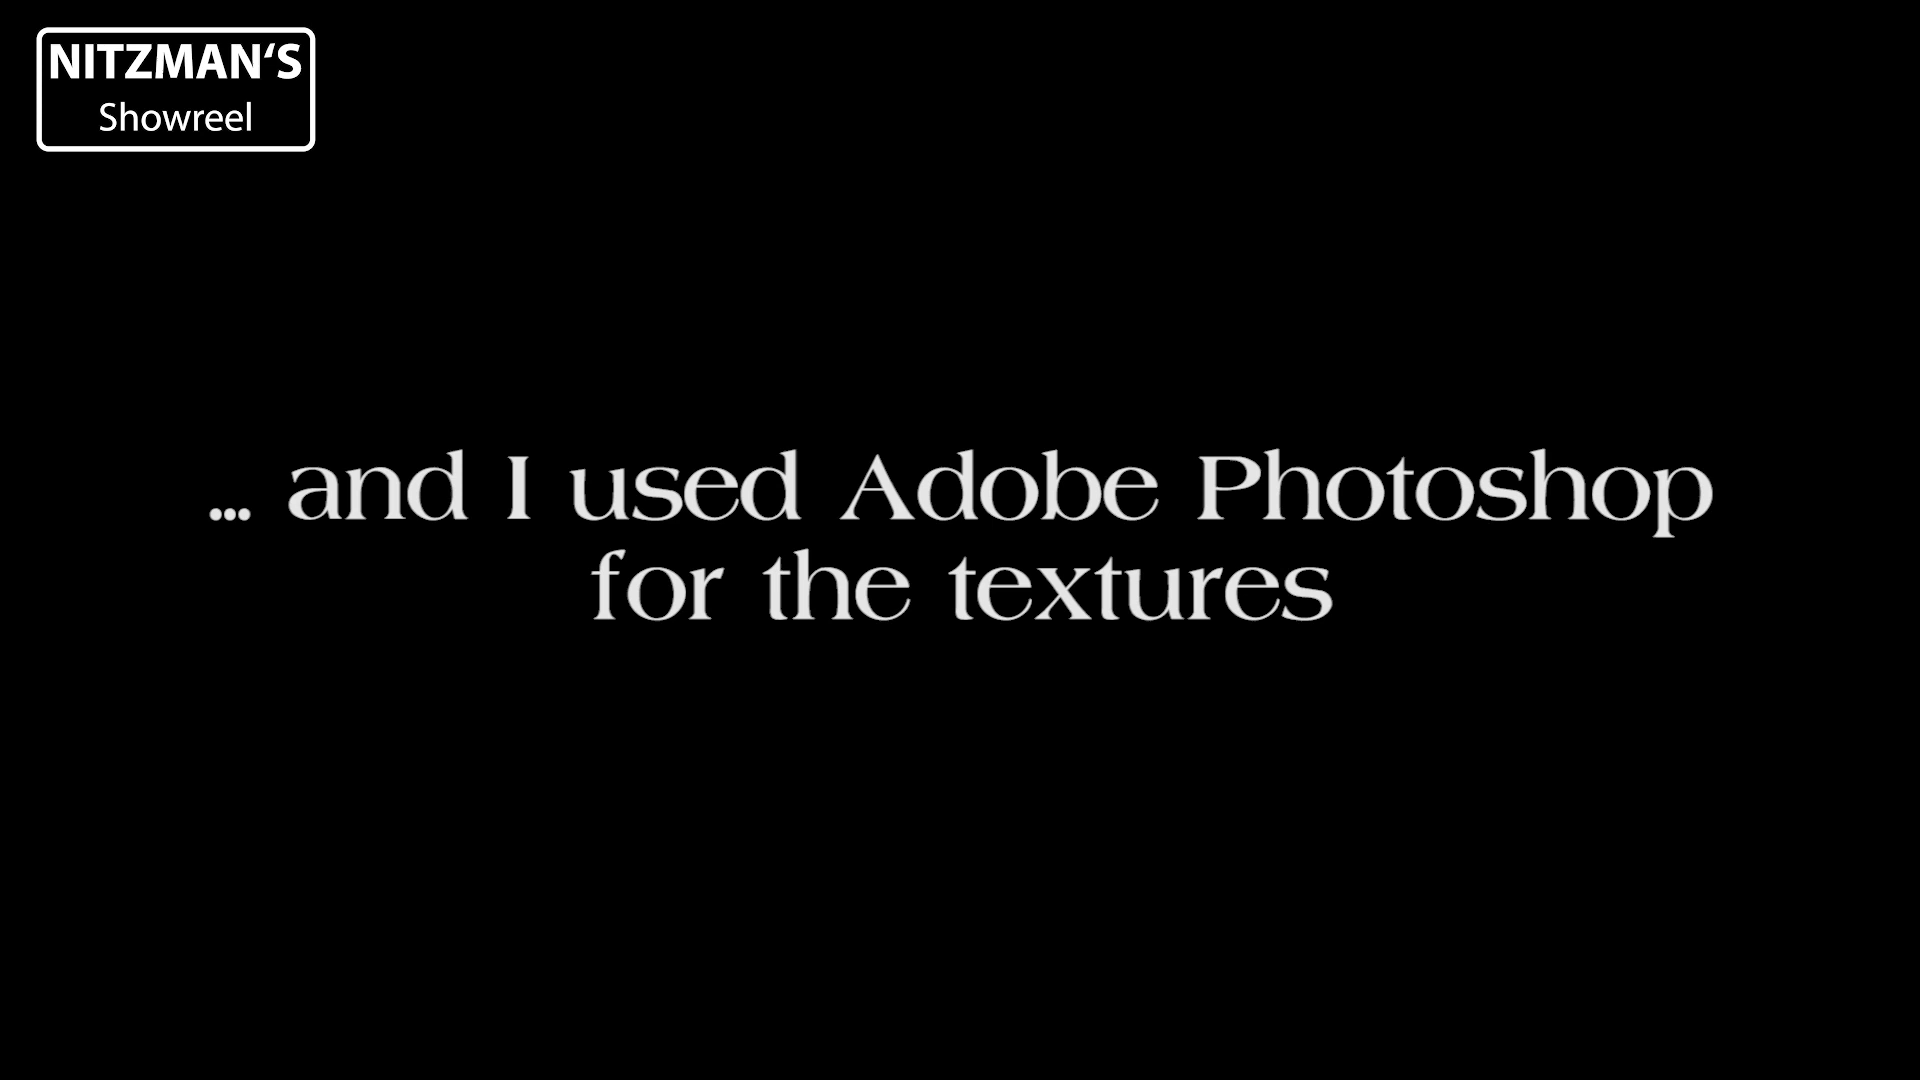 NITZMAN‘S
Showreel
... and I used Adobe Photoshop
for the textures